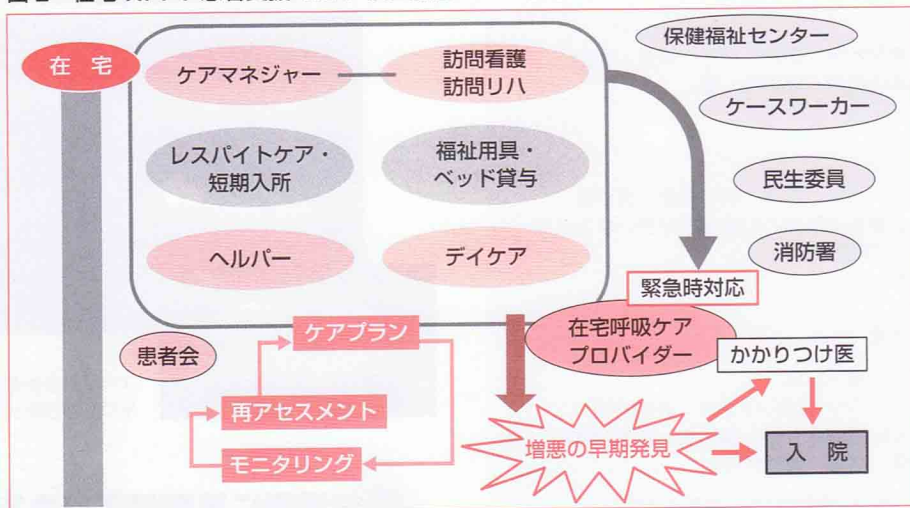 在 宅
ケアマネジャー
訪問看護
訪問リハ
レスパイトケア・
短期入所
福祉用具・
ベッド貸与
ヘルパー
デイケア
保健福祉センター
ケースワーカー
民生委員
消防署
緊急時対応
在宅呼吸ケア
プロバイダー
かかりつけ医
患者会
ケアプラン
再アセスメント
モニタリング
増悪の早期発見
入 院